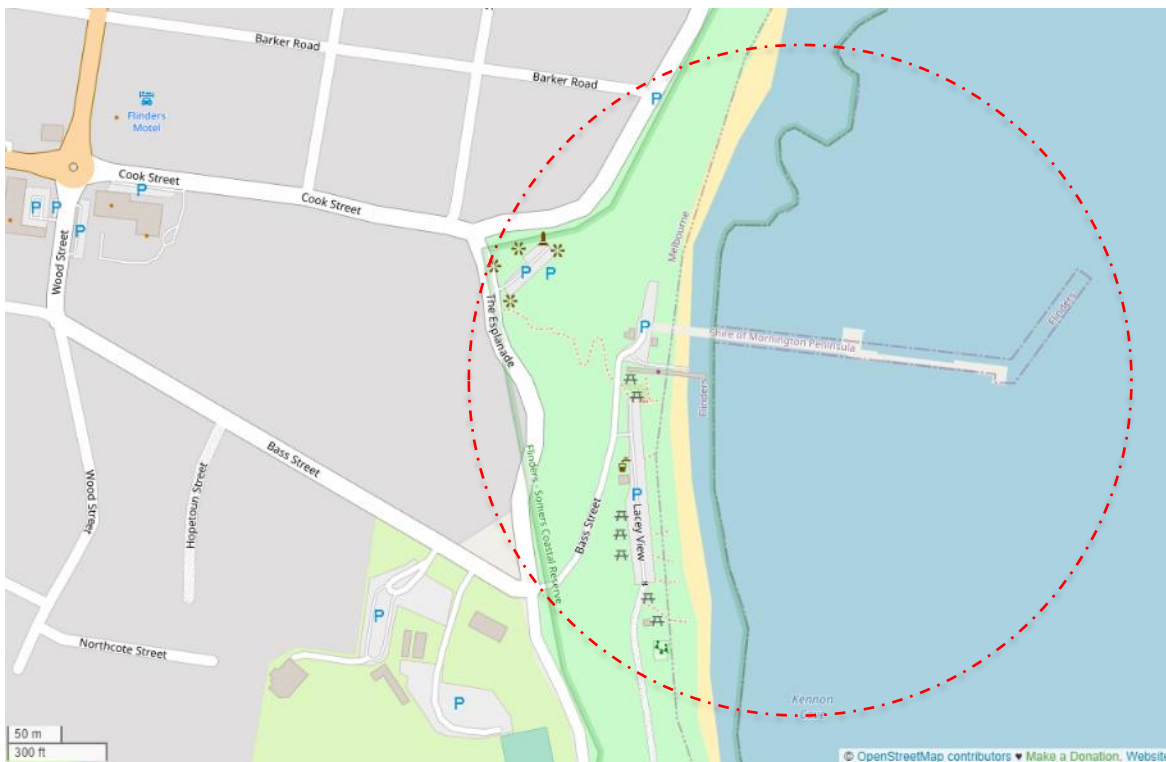 Barker Road
Barker Road
P
Flinders
Motel
Cook Street
P
Cook Street
P P
P
Wood Street
Melbourne
P P
The Esplanade
Flinders
P
Shire of Mornington Peninsula
Flinders
Bass Street
Flinders - Somers Coastal Reserve
P
Lacey View
Bass Street
Wood Street
Hopetoun Street
P
Northcote Street
P
Kennon
Cove
50 m
300 ft
© OpenStreetMap contributors ♥ Make a Donation. Website